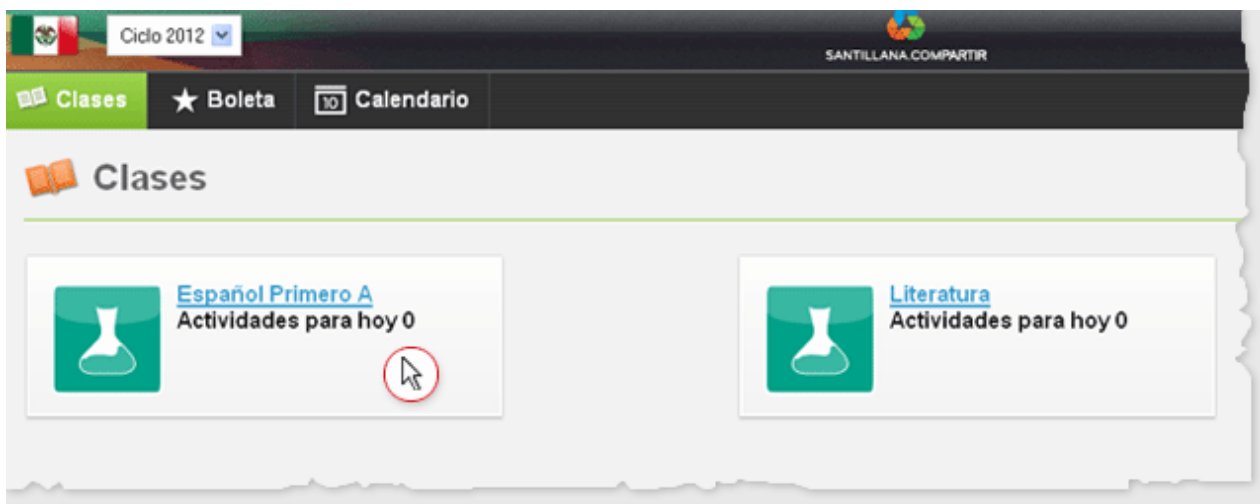 Ciclo 2012
SANTILLANA COMPARTIR
Clases
Boleta
10 Calendario
Clases
Español Primero A
Actividades para hoy 0
Literatura
Actividades para hoy 0